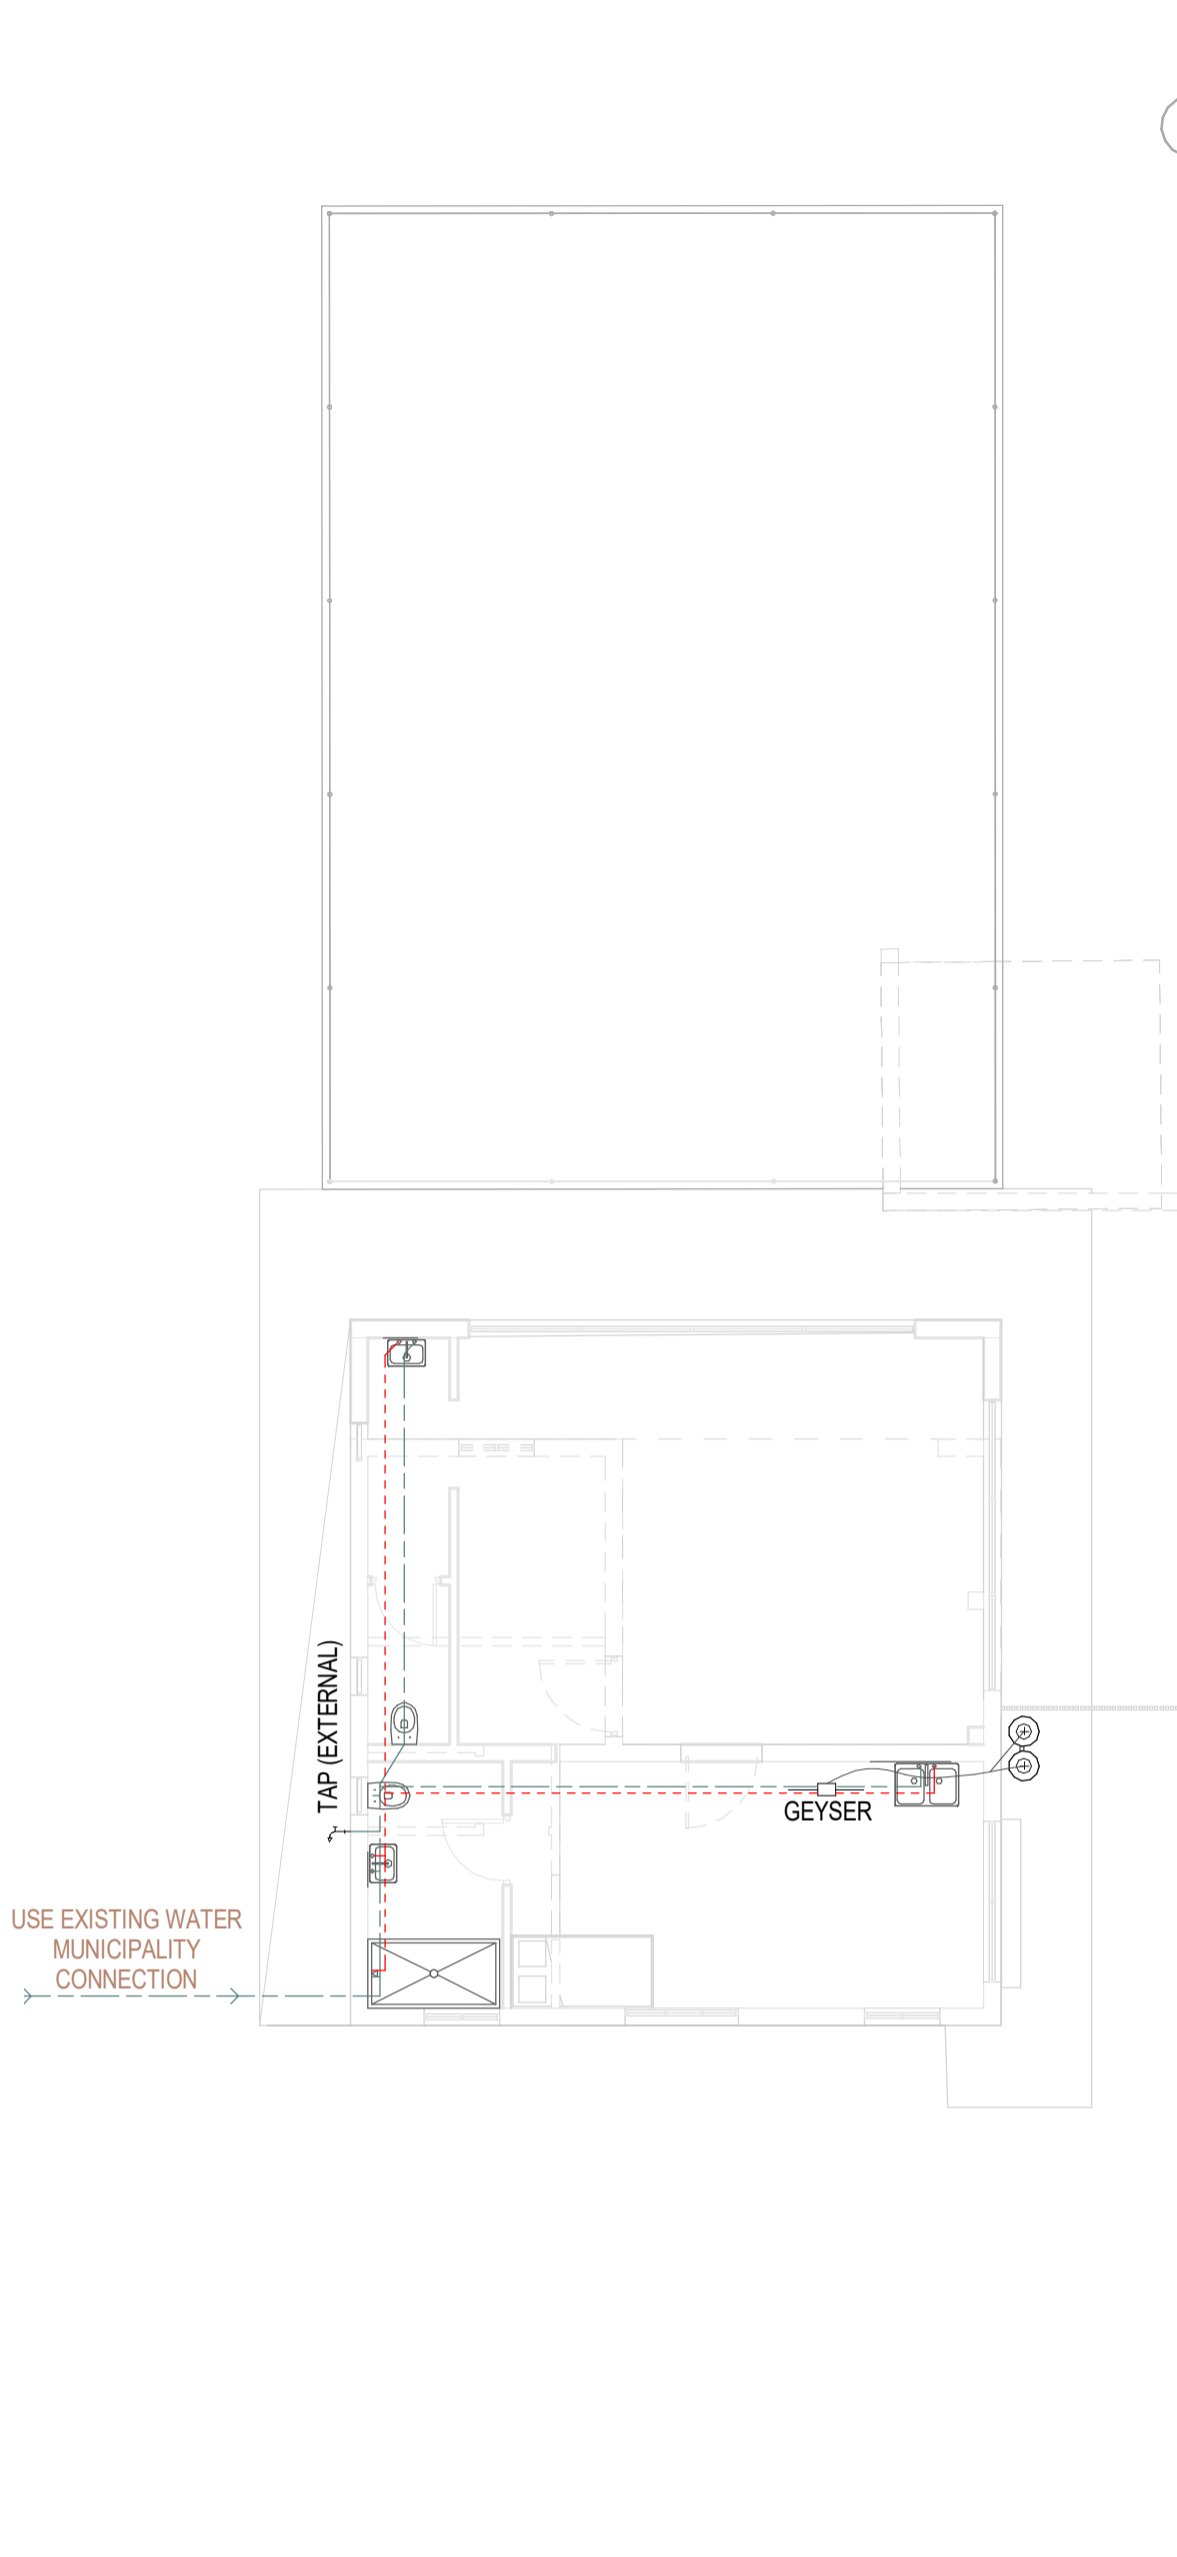 TAP (EXTERNAL)
GEYSER
USE EXISTING WATER
MUNICIPALITY
CONNECTION